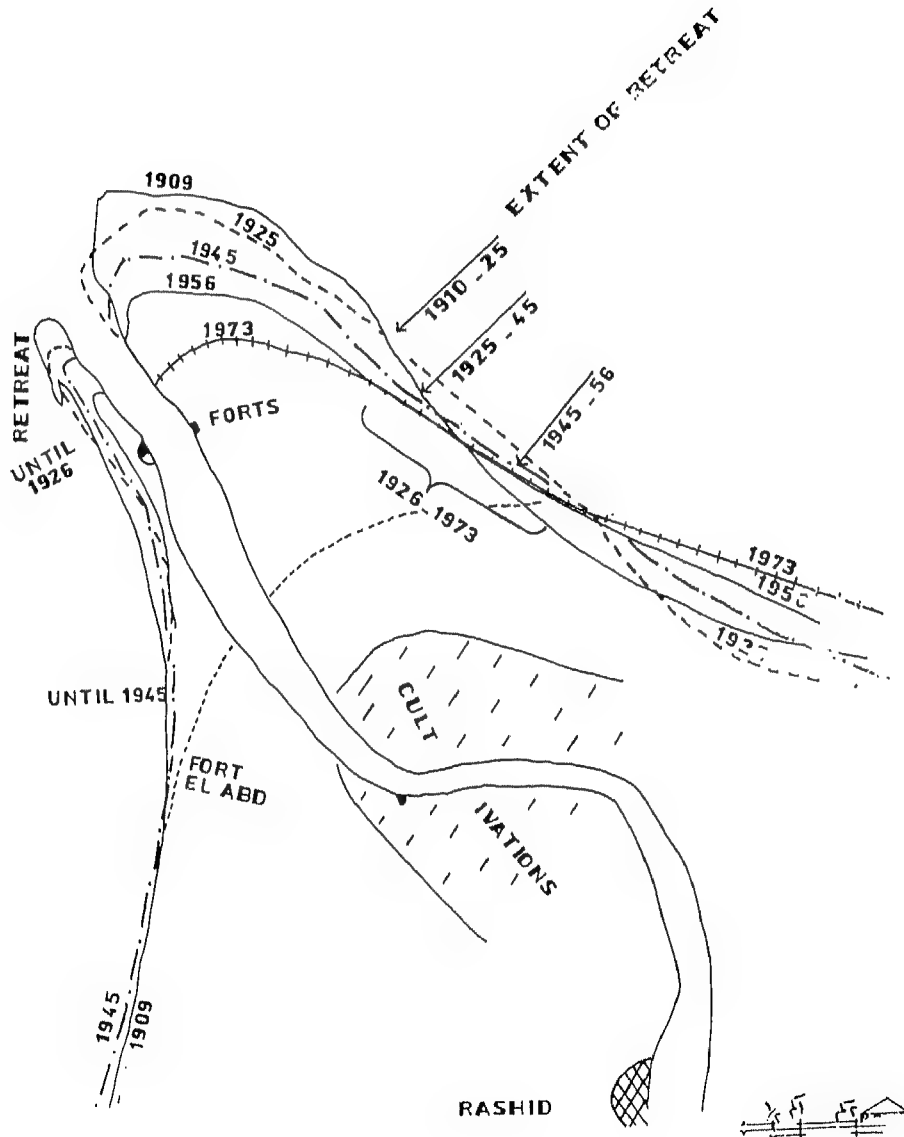 EXTENT OF RETREAT
1909
1925
1945
1956
1973
1910-25
1925-45
1945-56
RETREAT
UNTIL
1926
FORTS
1926-1973
1973
UNTIL 1945
CULT
IVATIONS
FORT
EL ABD
1945
1909
RASHID